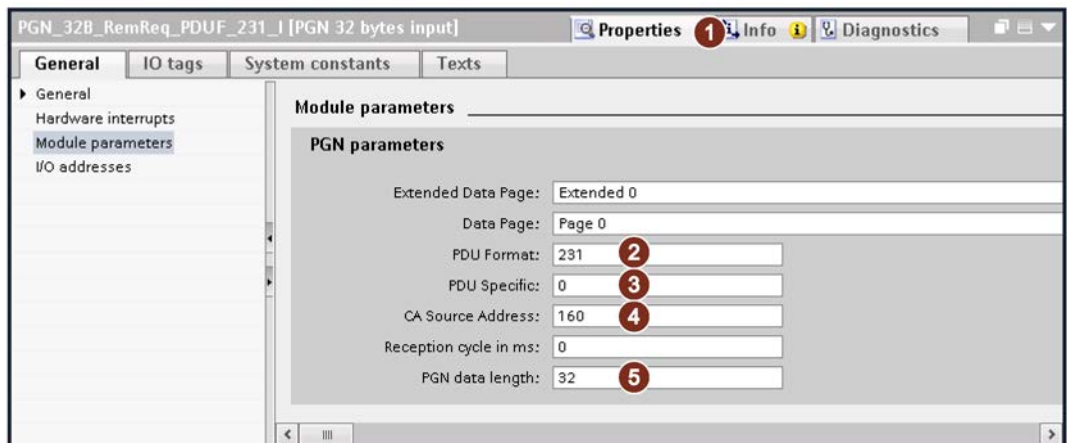 PGN_32B_RemReq_PDUF_231_I [PGN 32 bytes input]
Properties
1
Info
Diagnostics
General
IO tags
System constants
Texts
General
Hardware interrupts
Module parameters
I/O addresses
Module parameters
PGN parameters
Extended Data Page: Extended 0
Data Page: Page 0
PDU Format: 231 2
PDU Specific: 0 3
CA Source Address: 160 4
Reception cycle in ms: 0
PGN data length: 32 5